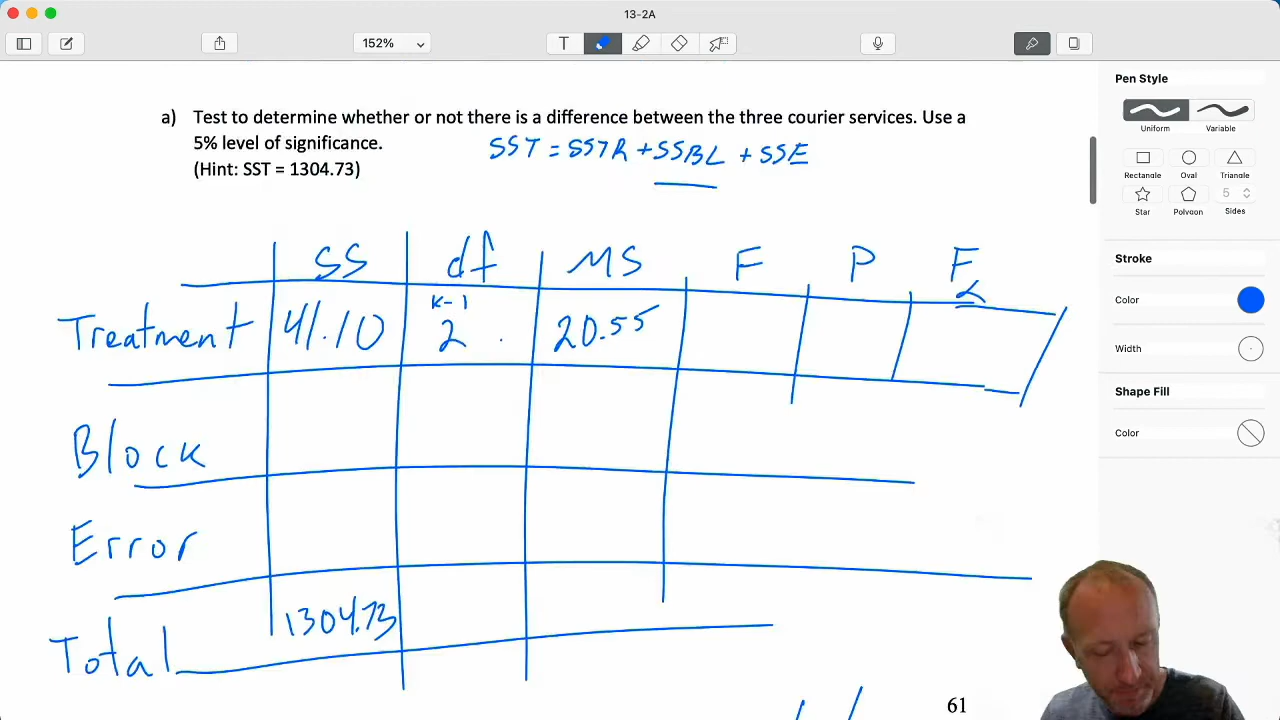 13-2A
152%
T
Pen Style
Uniform Variable
Rectangle Oval Triangle
5
Star Polygon Sides
Stroke
Color
Width
Shape Fill
Color
a) Test to determine whether or not there is a difference between the three courier services. Use a
5% level of significance.
(Hint: SST = 1304.73)
SST = SSTR + SSBL + SSE
SS df MS F P Fα
k-1
Treatment 41.10 2 20.55
Block
Error
1304.73
Total
61